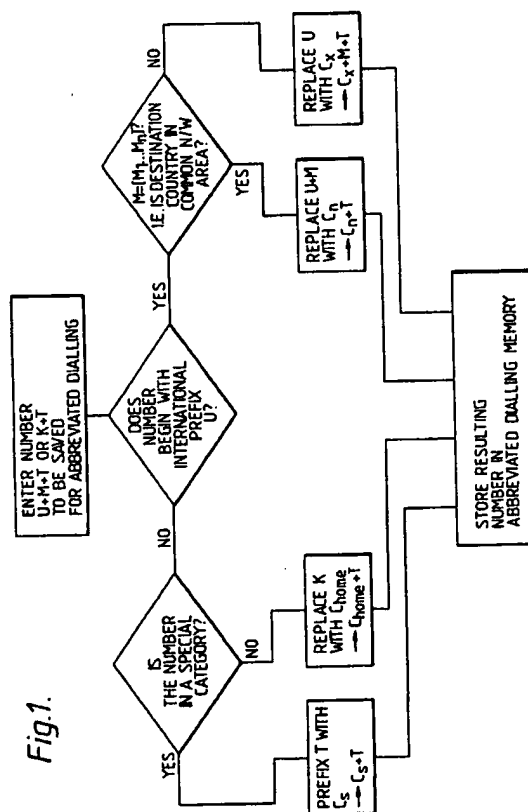 Fig.1.
ENTER NUMBER
U+M+T OR K+T
TO BE SAVED
FOR ABBREVIATED DIALLING
DOES
NUMBER
BEGIN WITH
INTERNATIONAL
PREFIX
U?
NO
YES
IS
THE NUMBER
IN A SPECIAL
CATEGORY?
YES
NO
M=(M1...Mn)?
I.E. IS DESTINATION
COUNTRY IN
COMMON N/W
AREA?
NO
YES
PREFIX T WITH
Cs
→ Cs+T
REPLACE K
WITH Chome
→ Chome+T
REPLACE U+M
WITH Cn
→ Cn+T
REPLACE U
WITH Cx
→ Cx+M+T
STORE RESULTING
NUMBER IN
ABBREVIATED DIALLING MEMORY